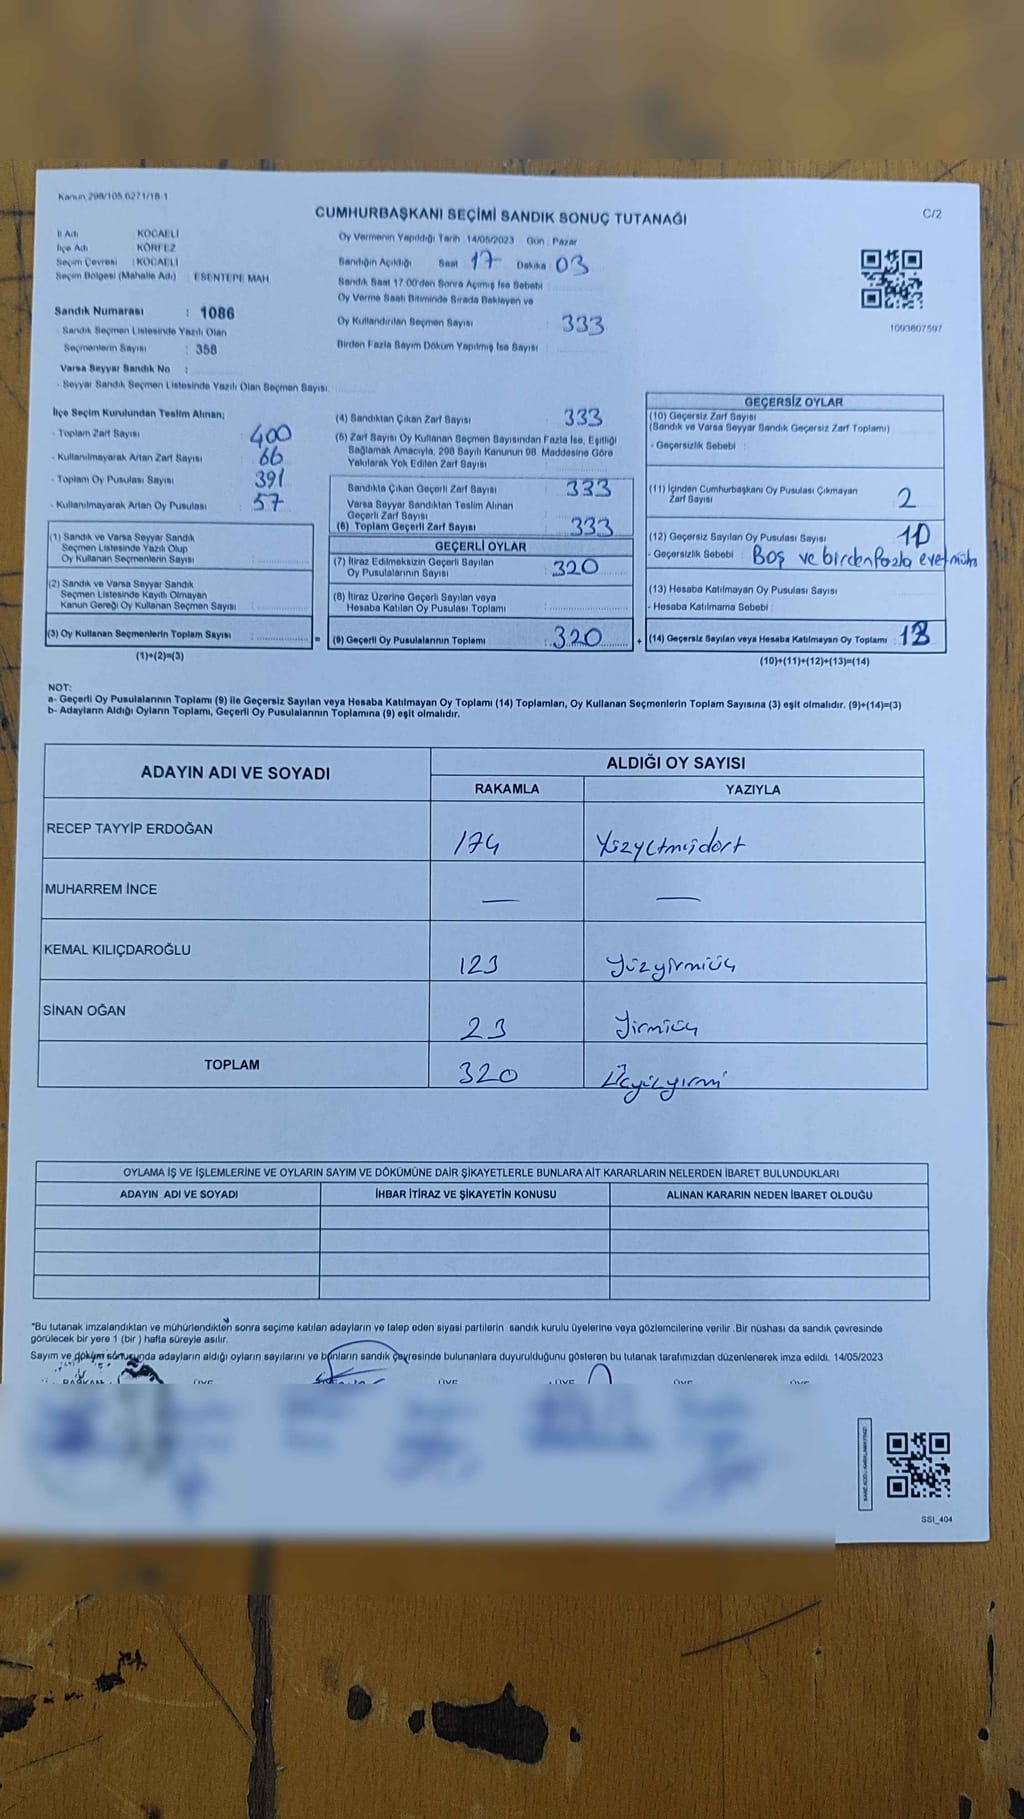 Kanun 298/105 6271/18 1
CUMHURBAŞKANI SEÇİMİ SANDIK SONUÇ TUTANAĞI
C/2
İl Adı KOCAELİ
İlçe Adı KÖRFEZ
Seçim Çevresi : KOCAELİ
Seçim Bölgesi (Mahalle Adı) : ESENTEPE MAH
Sandık Numarası : 1086
- Sandık Seçmen Listesinde Yazılı Olan
Seçmenlerin Sayısı : 358
Varsa Seyyar Sandık No :
- Seyyar Sandık Seçmen Listesinde Yazılı Olan Seçmen Sayısı
Oy Vermenin Yapıldığı Tarih 14/05/2023 Gün : Pazar
Sandığın Açıldığı Saat 17 Dakika 03
Sandık Saat 17 00'den Sonra Açılmış İse Sebebi
Oy Verme Saati Bitiminde Sırada Bekleyen ve
Oy Kullandırılan Seçmen Sayısı 333
Birden Fazla Sayım Döküm Yapılmış İse Sayısı
1093807597
İlçe Seçim Kurulundan Teslim Alınan;
- Toplam Zarf Sayısı 400
- Kullanılmayarak Artan Zarf Sayısı 66
- Toplam Oy Pusulası Sayısı 391
- Kullanılmayarak Artan Oy Pusulası 57
(1) Sandık ve Varsa Seyyar Sandık
Seçmen Listesinde Yazılı Olup
Oy Kullanan Seçmenlerin Sayısı
(2) Sandık ve Varsa Seyyar Sandık
Seçmen Listesinde Kayıtlı Olmayan
Kanun Gereği Oy Kullanan Seçmen Sayısı
(3) Oy Kullanan Seçmenlerin Toplam Sayısı : =
(1)+(2)=(3)
(4) Sandıktan Çıkan Zarf Sayısı 333
(5) Zarf Sayısı Oy Kullanan Seçmen Sayısından Fazla İse, Eşitliği
Sağlamak Amacıyla, 298 Sayılı Kanunun 98. Maddesine Göre
Yakılarak Yok Edilen Zarf Sayısı
Sandıkta Çıkan Geçerli Zarf Sayısı 333
Varsa Seyyar Sandıktan Teslim Alınan
Geçerli Zarf Sayısı
(6) Toplam Geçerli Zarf Sayısı 333
GEÇERLİ OYLAR
(7) İtiraz Edilmeksizin Geçerli Sayılan
Oy Pusulalarının Sayısı 320
(8) İtiraz Üzerine Geçerli Sayılan veya
Hesaba Katılan Oy Pusulası Toplamı
(9) Geçerli Oy Pusulalarının Toplamı : 320 +
GEÇERSİZ OYLAR
(10) Geçersiz Zarf Sayısı
(Sandık ve Varsa Seyyar Sandık Geçersiz Zarf Toplamı)
- Geçersizlik Sebebi :
(11) İçinden Cumhurbaşkanı Oy Pusulası Çıkmayan
Zarf Sayısı 2
(12) Geçersiz Sayılan Oy Pusulası Sayısı
- Geçersizlik Sebebi : Boş ve birden fazla evet mührü
(13) Hesaba Katılmayan Oy Pusulası Sayısı
- Hesaba Katılmama Sebebi
(14) Geçersiz Sayılan veya Hesaba Katılmayan Oy Toplamı : 13
(10)+(11)+(12)+(13)=(14)
NOT:
a- Geçerli Oy Pusulalarının Toplamı (9) ile Geçersiz Sayılan veya Hesaba Katılmayan Oy Toplamı (14) Toplamları, Oy Kullanan Seçmenlerin Toplam Sayısına (3) eşit olmalıdır. (9)+(14)=(3)
b- Adayların Aldığı Oyların Toplamı, Geçerli Oy Pusulalarının Toplamına (9) eşit olmalıdır.
ADAYIN ADI VE SOYADI ALDIĞI OY SAYISI
RAKAMLA YAZIYLA
RECEP TAYYİP ERDOĞAN 174 Yüzyetmişdört
MUHARREM İNCE — —
KEMAL KILIÇDAROĞLU 123 Yüzyirmiüç
SİNAN OĞAN 23 Yirmiüç
TOPLAM 320 Üçyüzyirmi
OYLAMA İŞ VE İŞLEMLERİNE VE OYLARIN SAYIM VE DÖKÜMÜNE DAİR ŞİKAYETLERLE BUNLARA AİT KARARLARIN NELERDEN İBARET BULUNDUKLARI
ADAYIN ADI VE SOYADI İHBAR İTİRAZ VE ŞİKAYETİN KONUSU ALINAN KARARIN NEDEN İBARET OLDUĞU
"Bu tutanak imzalandıktan ve mühürlendikten sonra seçime katılan adayların ve talep eden siyasi partilerin sandık kurulu üyelerine veya gözlemcilerine verilir .Bir nüshası da sandık çevresinde
görülecek bir yere 1 (bir ) hafta süreyle asılır.
Sayım ve döküm sonucunda adayların aldığı oyların sayılarını ve bunların sandık çevresinde bulunanlara duyurulduğunu gösteren bu tutanak tarafımızdan düzenlenerek imza edildi. 14/05/2023
BAŞKAN ÜYE ÜYE ÜYE ÜYE ÜYE
SSI_404